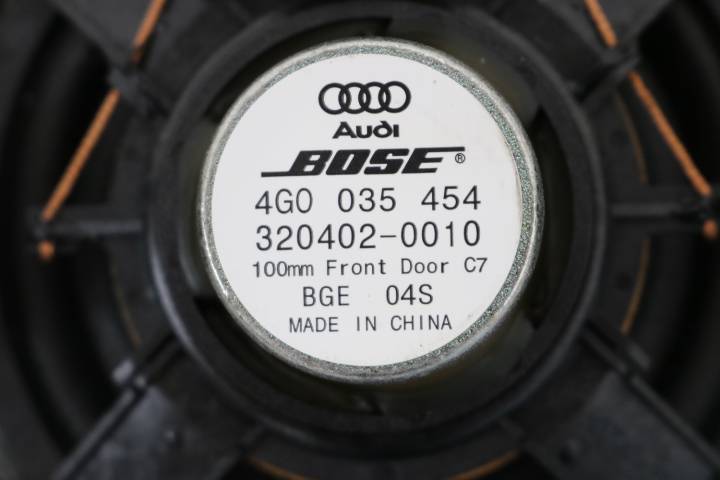 Audi
BOSE®
4G0 035 454
320402-0010
100mm Front Door C7
BGE 04S
MADE IN CHINA